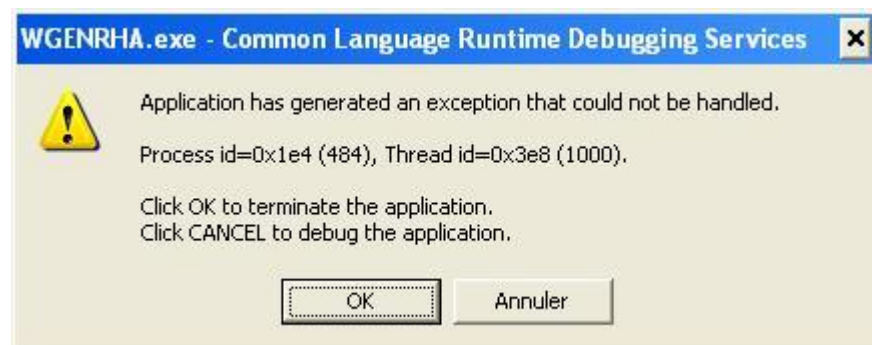 WGENRHA.exe - Common Language Runtime Debugging Services
Application has generated an exception that could not be handled.
Process id=0x1e4 (484), Thread id=0x3e8 (1000).
Click OK to terminate the application.
Click CANCEL to debug the application.
OK Annuler